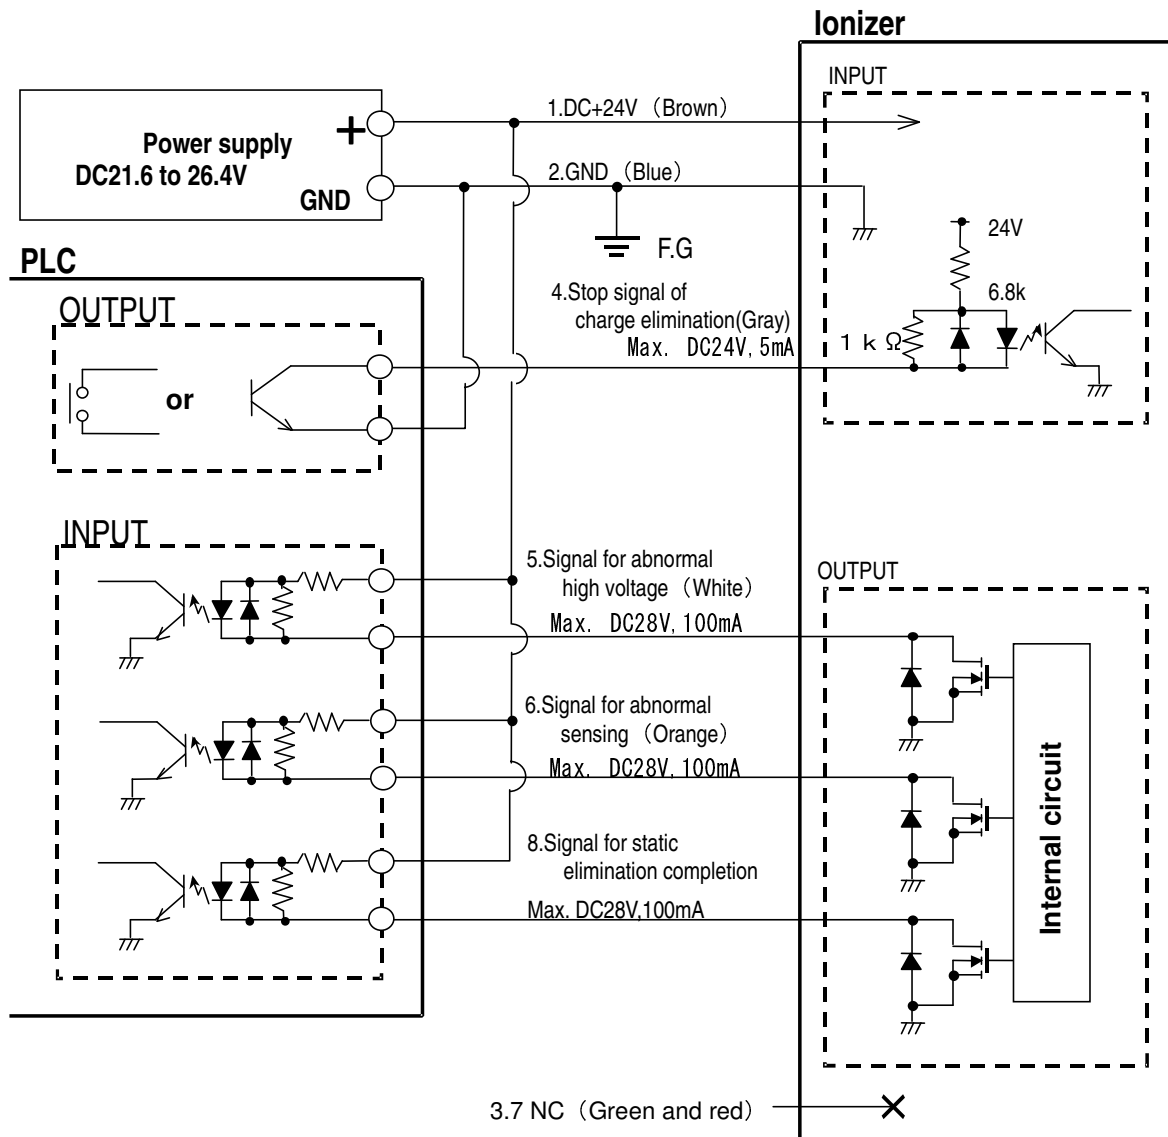 Ionizer
INPUT
1.DC+24V（Brown）
Power supply
DC21.6 to 26.4V
+
GND
2.GND（Blue）
F.G
24V
6.8k
1 k Ω
PLC
OUTPUT
or
4.Stop signal of
charge elimination(Gray)
Max. DC24V, 5mA
INPUT
5.Signal for abnormal
high voltage（White）
Max. DC28V, 100mA
6.Signal for abnormal
sensing（Orange）
Max. DC28V, 100mA
8.Signal for static
elimination completion
Max. DC28V,100mA
OUTPUT
Internal circuit
3.7 NC（Green and red）